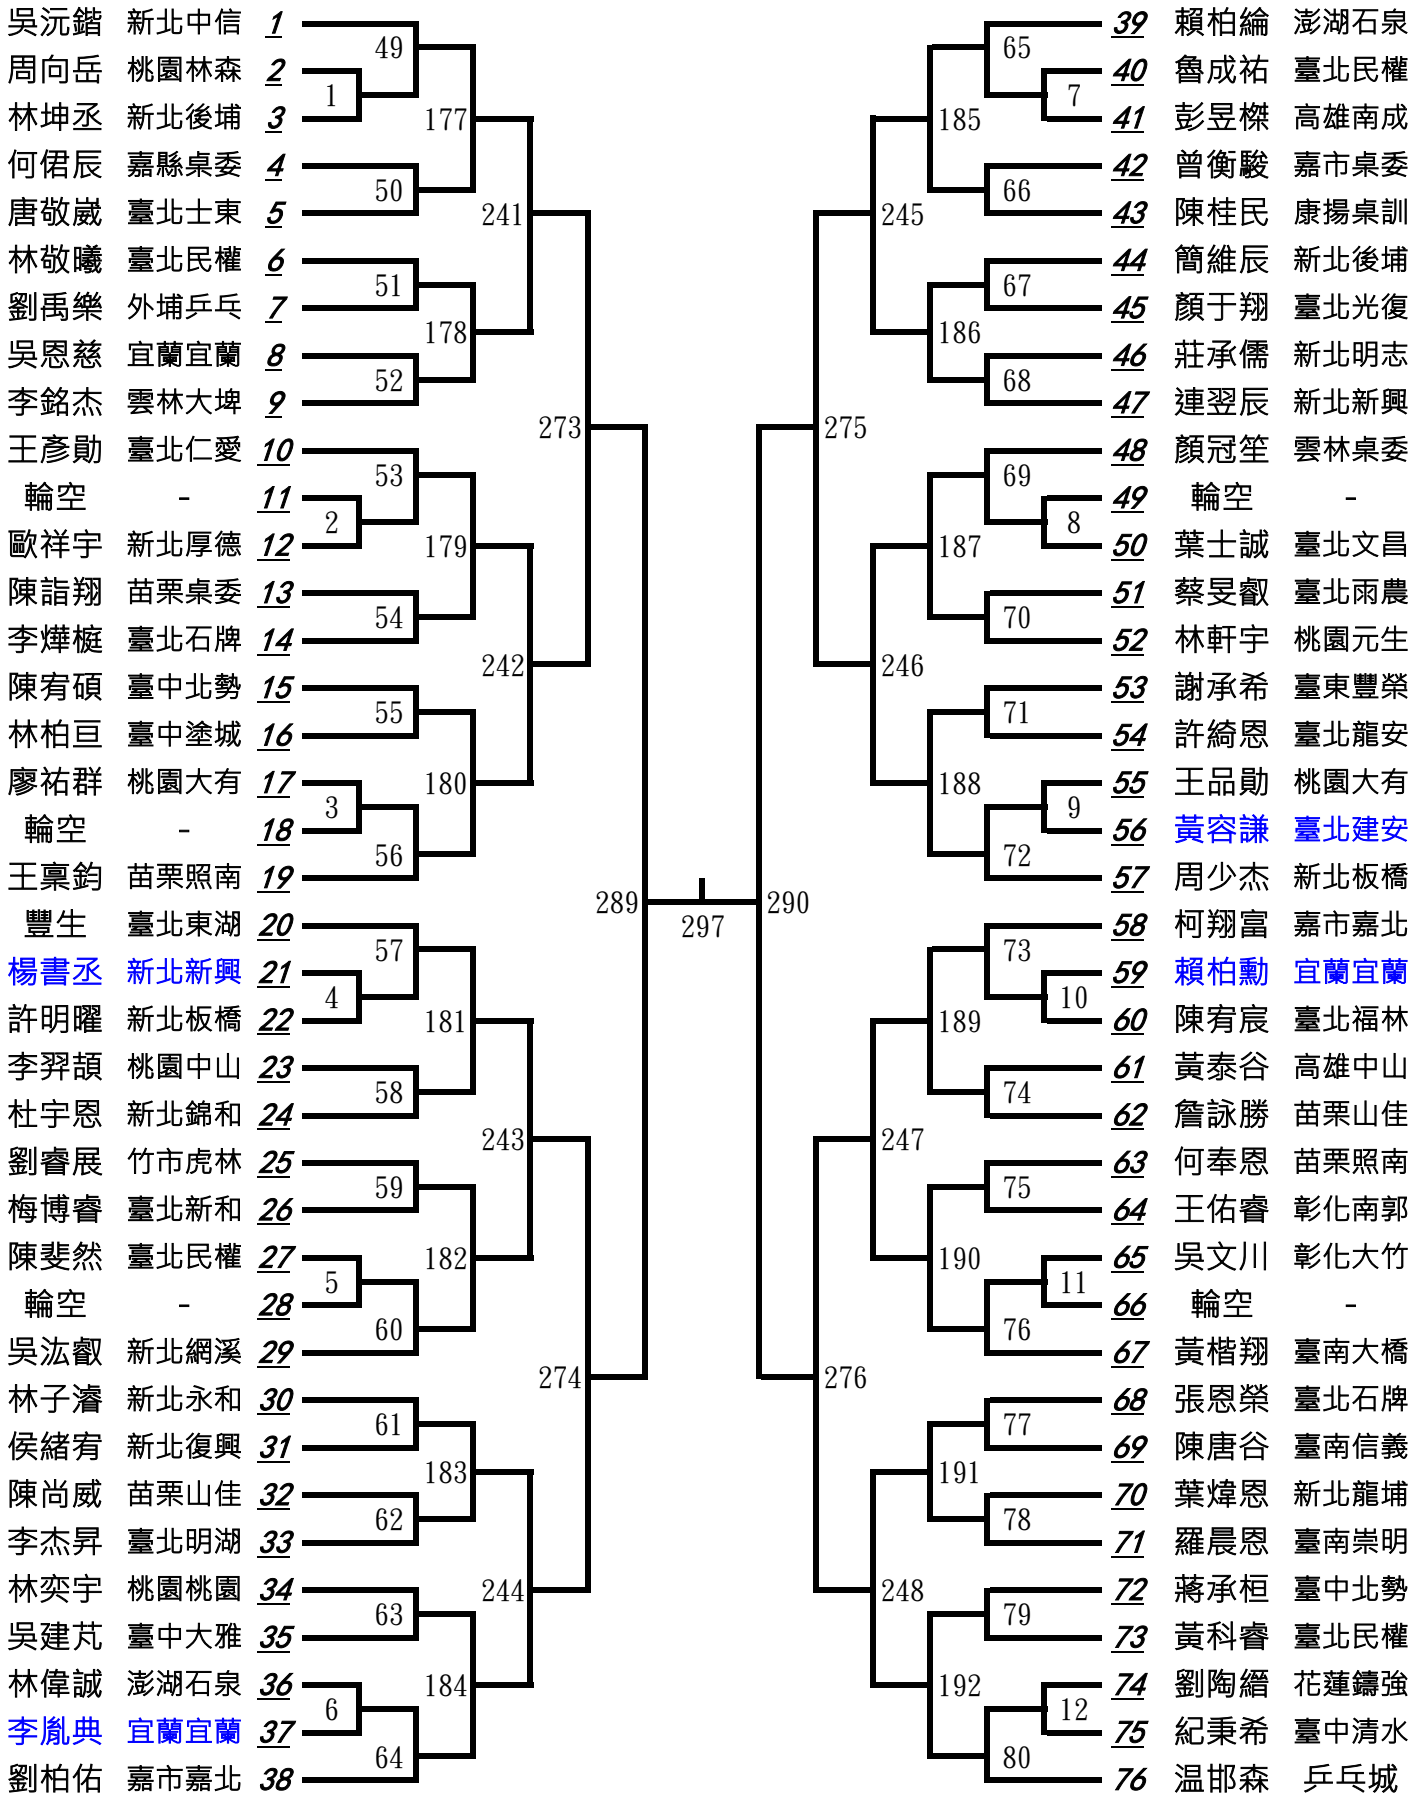 吳沅鍇 新北中信 1
周向岳 桃園林森 2
林坤丞 新北後埔 3
何侰辰 嘉縣桌委 4
唐敬崴 臺北士東 5
林敬曦 臺北民權 6
劉禹樂 外埔乒乓 7
吳恩慈 宜蘭宜蘭 8
李銘杰 雲林大埤 9
王彥勛 臺北仁愛 10
輪空 - 11
歐祥宇 新北厚德 12
陳詣翔 苗栗桌委 13
李燁榳 臺北石牌 14
陳宥碩 臺中北勢 15
林柏亘 臺中塗城 16
廖祐群 桃園大有 17
輪空 - 18
王稟鈞 苗栗照南 19
豐生 臺北東湖 20
楊書丞 新北新興 21
許明曜 新北板橋 22
李羿頡 桃園中山 23
杜宇恩 新北錦和 24
劉睿展 竹市虎林 25
梅博睿 臺北新和 26
陳斐然 臺北民權 27
輪空 - 28
吳汯叡 新北網溪 29
林子濬 新北永和 30
侯緒宥 新北復興 31
陳尚威 苗栗山佳 32
李杰昇 臺北明湖 33
林奕宇 桃園桃園 34
吳建芃 臺中大雅 35
林偉誠 澎湖石泉 36
李胤典 宜蘭宜蘭 37
劉柏佑 嘉市嘉北 38
1
2
3
4
5
6
49
50
51
52
53
54
55
56
57
58
59
60
61
62
63
64
177
178
179
180
181
182
183
184
241
242
243
244
273
274
289
297
290
275
276
245
246
247
248
185
186
187
188
189
190
191
192
65
66
67
68
69
70
71
72
73
74
75
76
77
78
79
80
7
8
9
10
11
12
39 賴柏綸 澎湖石泉
40 魯成祐 臺北民權
41 彭昱榤 高雄南成
42 曾衡駿 嘉市桌委
43 陳桂民 康揚桌訓
44 簡維辰 新北後埔
45 顏于翔 臺北光復
46 莊承儒 新北明志
47 連翌辰 新北新興
48 顏冠笙 雲林桌委
49 輪空 -
50 葉士誠 臺北文昌
51 蔡旻叡 臺北雨農
52 林軒宇 桃園元生
53 謝承希 臺東豐榮
54 許綺恩 臺北龍安
55 王品勛 桃園大有
56 黃容謙 臺北建安
57 周少杰 新北板橋
58 柯翔富 嘉市嘉北
59 賴柏勳 宜蘭宜蘭
60 陳宥宸 臺北福林
61 黃泰谷 高雄中山
62 詹詠勝 苗栗山佳
63 何奉恩 苗栗照南
64 王佑睿 彰化南郭
65 吳文川 彰化大竹
66 輪空 -
67 黃楷翔 臺南大橋
68 張恩榮 臺北石牌
69 陳唐谷 臺南信義
70 葉煒恩 新北龍埔
71 羅晨恩 臺南崇明
72 蔣承桓 臺中北勢
73 黃科睿 臺北民權
74 劉陶縉 花蓮鑄強
75 紀秉希 臺中清水
76 温邯森 乒乓城